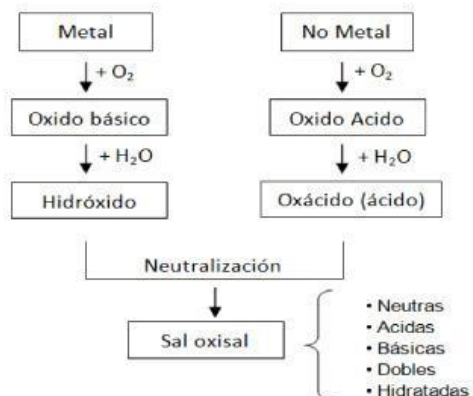 Metal
No Metal
+ O₂
+ O₂
Oxido básico
Oxido Acido
+ H₂O
+ H₂O
Hidróxido
Oxácido (ácido)
Neutralización
Sal oxisal
• Neutras
• Acidas
• Básicas
• Dobles
• Hidratadas